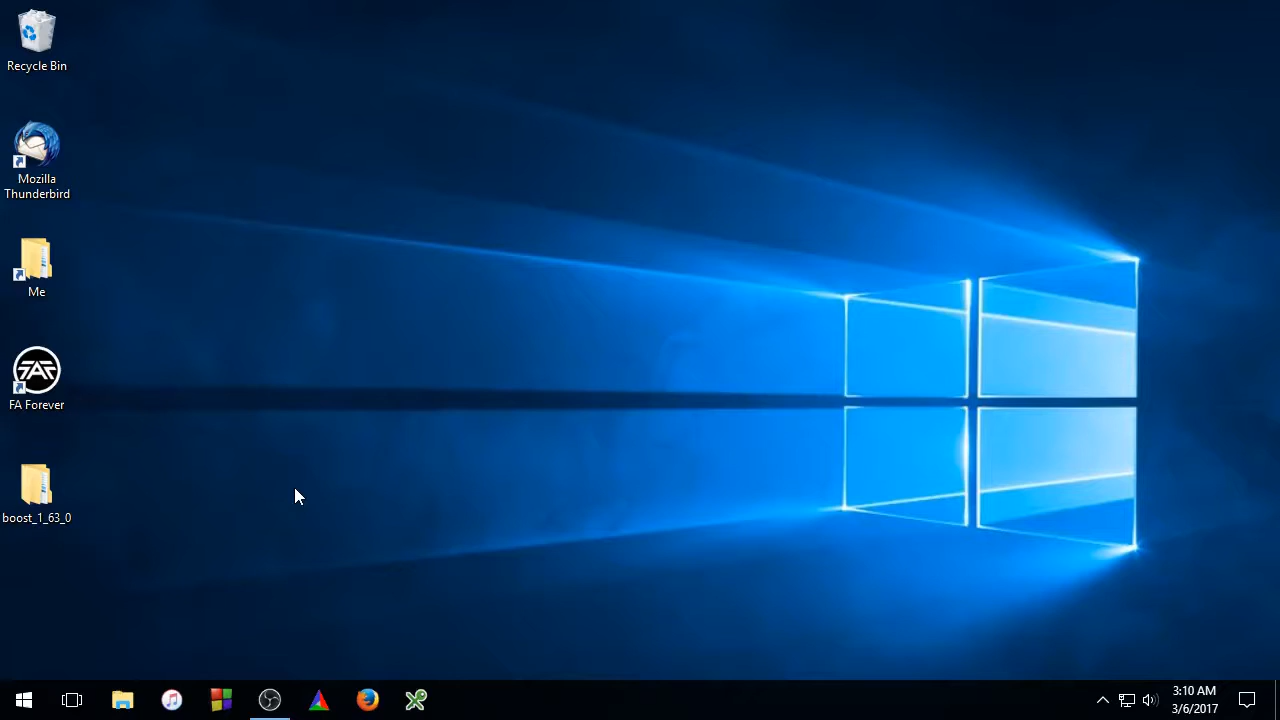 Recycle Bin
Mozilla
Thunderbird
Me
FA Forever
boost_1_63_0
3:10 AM
3/6/2017